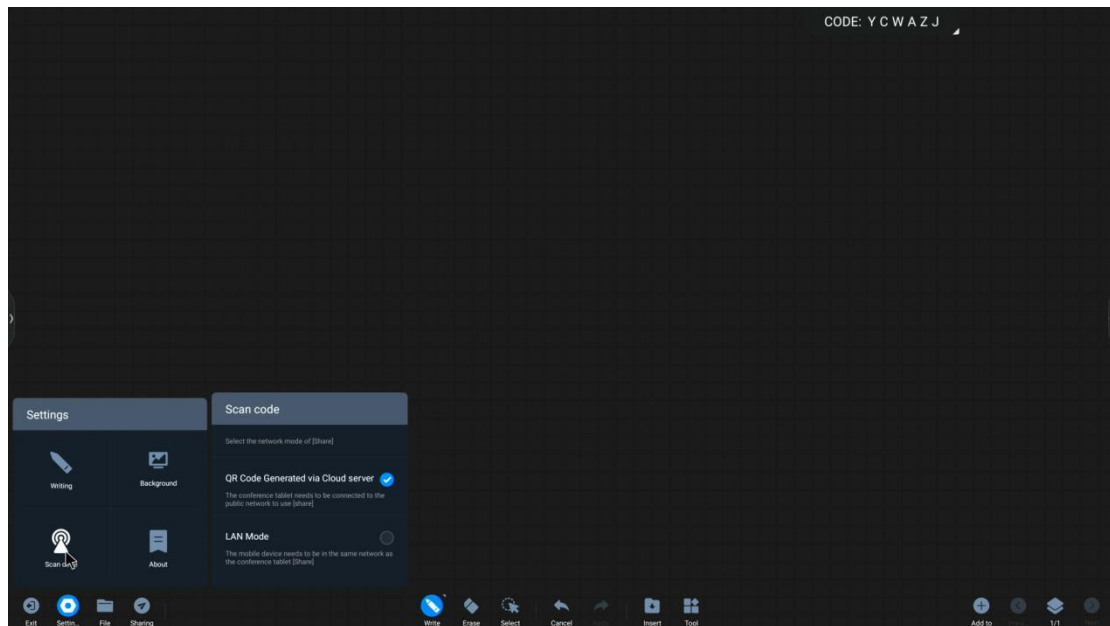 CODE: Y C W A Z J
Settings
Writing
Background
Scan
About
Scan code
Select the network mode of [Share]
QR Code Generated via Cloud server
The conference tablet needs to be connected to the
public network to use [share]
LAN Mode
The mobile device needs to be in the same network as
the conference tablet [Share]
Exit
Settin...
File
Sharing
Write
Erase
Select
Cancel
Insert
Tool
Add to
1/1